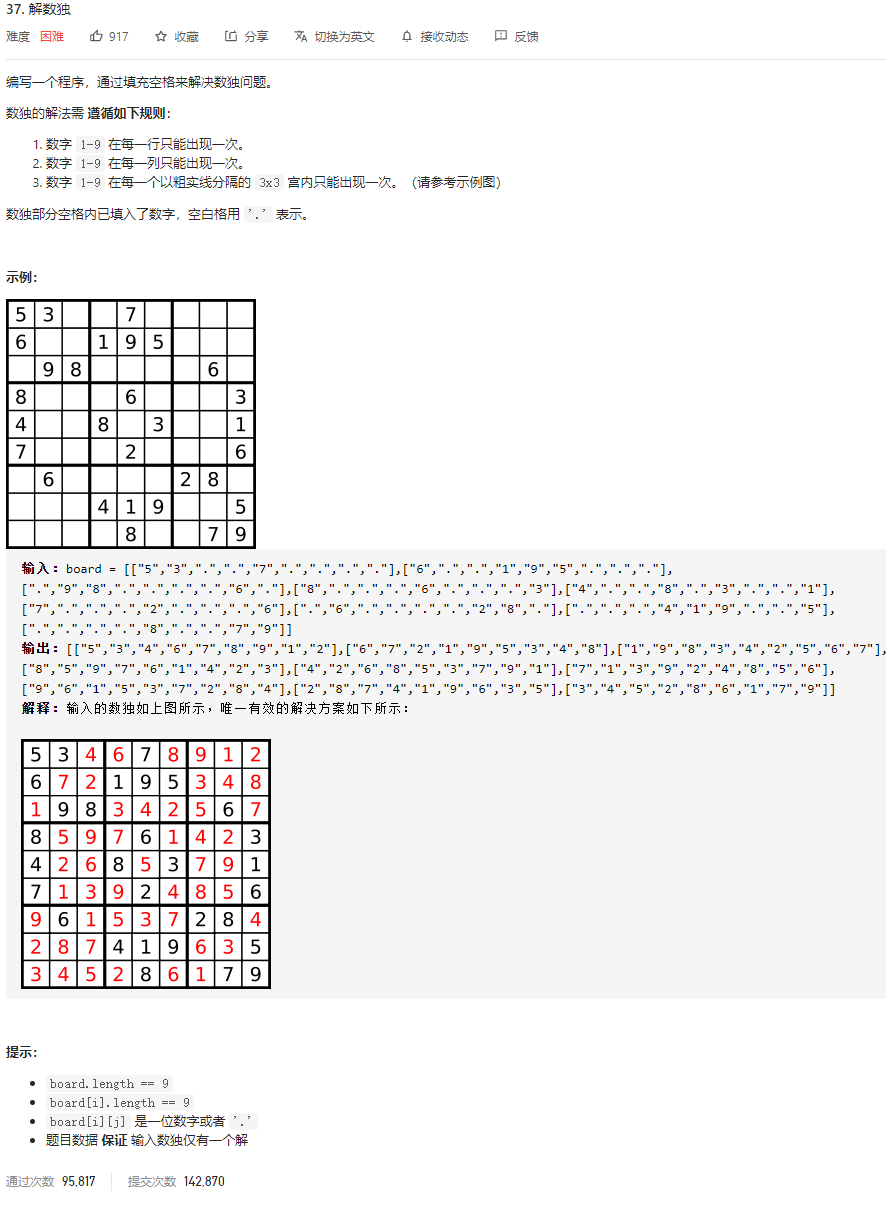 37. 解数独
难度 困难 917 收藏 分享 切换为英文 接收动态 反馈
编写一个程序，通过填充空格来解决数独问题。
数独的解法需 遵循如下规则：
1. 数字 1-9 在每一行只能出现一次。
2. 数字 1-9 在每一列只能出现一次。
3. 数字 1-9 在每一个以粗实线分隔的 3x3 宫内只能出现一次。（请参考示例图）
数独部分空格内已填入了数字，空白格用 '.' 表示。
示例：
5 3 7
6 1 9 5
9 8 6
8 6 3
4 8 3 1
7 2 6
6 2 8
4 1 9 5
8 7 9
输入：board = [["5","3",".",".","7",".",".",".","."],["6",".",".","1","9","5",".",".","."],
[".","9","8",".",".",".",".","6","."],["8",".",".",".","6",".",".",".","3"],["4",".",".","8",".","3",".",".","1"],
["7",".",".",".","2",".",".",".","6"],[".","6",".",".",".",".","2","8","."],[".",".",".","4","1","9",".",".","5"],
[".",".",".",".","8",".",".","7","9"]]
输出：[["5","3","4","6","7","8","9","1","2"],["6","7","2","1","9","5","3","4","8"],["1","9","8","3","4","2","5","6","7"],
["8","5","9","7","6","1","4","2","3"],["4","2","6","8","5","3","7","9","1"],["7","1","3","9","2","4","8","5","6"],
["9","6","1","5","3","7","2","8","4"],["2","8","7","4","1","9","6","3","5"],["3","4","5","2","8","6","1","7","9"]]
解释：输入的数独如上图所示，唯一有效的解决方案如下所示：
5 3 4 6 7 8 9 1 2
6 7 2 1 9 5 3 4 8
1 9 8 3 4 2 5 6 7
8 5 9 7 6 1 4 2 3
4 2 6 8 5 3 7 9 1
7 1 3 9 2 4 8 5 6
9 6 1 5 3 7 2 8 4
2 8 7 4 1 9 6 3 5
3 4 5 2 8 6 1 7 9
提示：
board.length == 9
board[i].length == 9
board[i][j] 是一位数字或者 '.'
题目数据 保证 输入数独仅有一个解
通过次数 95,817 提交次数 142,870